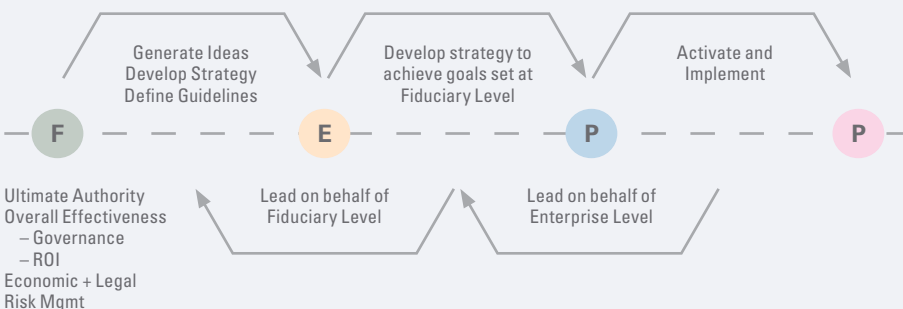 Generate Ideas
Develop Strategy
Define Guidelines
Develop strategy to
achieve goals set at
Fiduciary Level
Activate and
Implement
F
E
P
P
Ultimate Authority
Overall Effectiveness
– Governance
– ROI
Economic + Legal
Risk Mgmt
Lead on behalf of
Fiduciary Level
Lead on behalf of
Enterprise Level